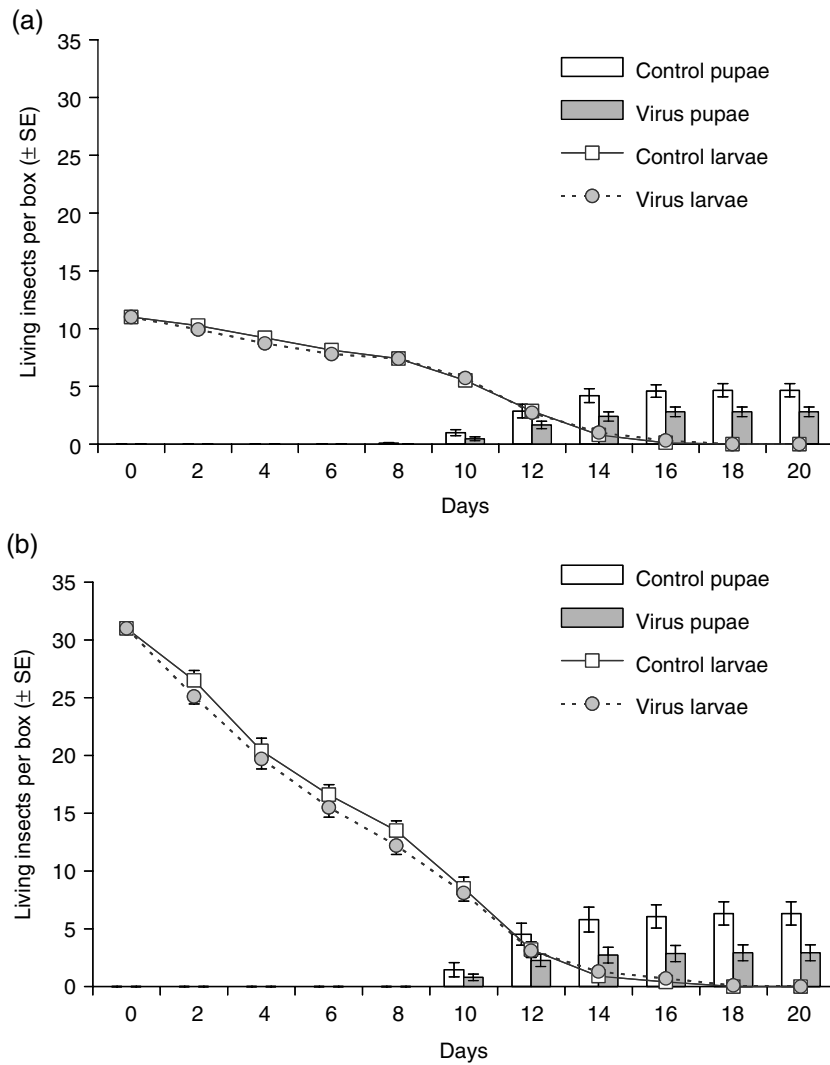 (a)
35
30
25
20
15
10
5
0
Living insects per box (± SE)
Control pupae
Virus pupae
Control larvae
Virus larvae
0 2 4 6 8 10 12 14 16 18 20
Days
(b)
35
30
25
20
15
10
5
0
Living insects per box (± SE)
Control pupae
Virus pupae
Control larvae
Virus larvae
0 2 4 6 8 10 12 14 16 18 20
Days